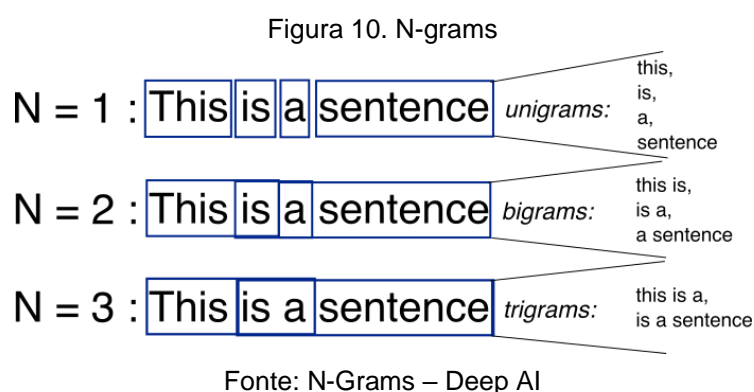 Figura 10. N-grams
N = 1 : This is a sentence unigrams:
this,
is,
a,
sentence
N = 2 : This is a sentence bigrams:
this is,
is a,
a sentence
N = 3 : This is a sentence trigrams:
this is a,
is a sentence
Fonte: N-Grams – Deep AI